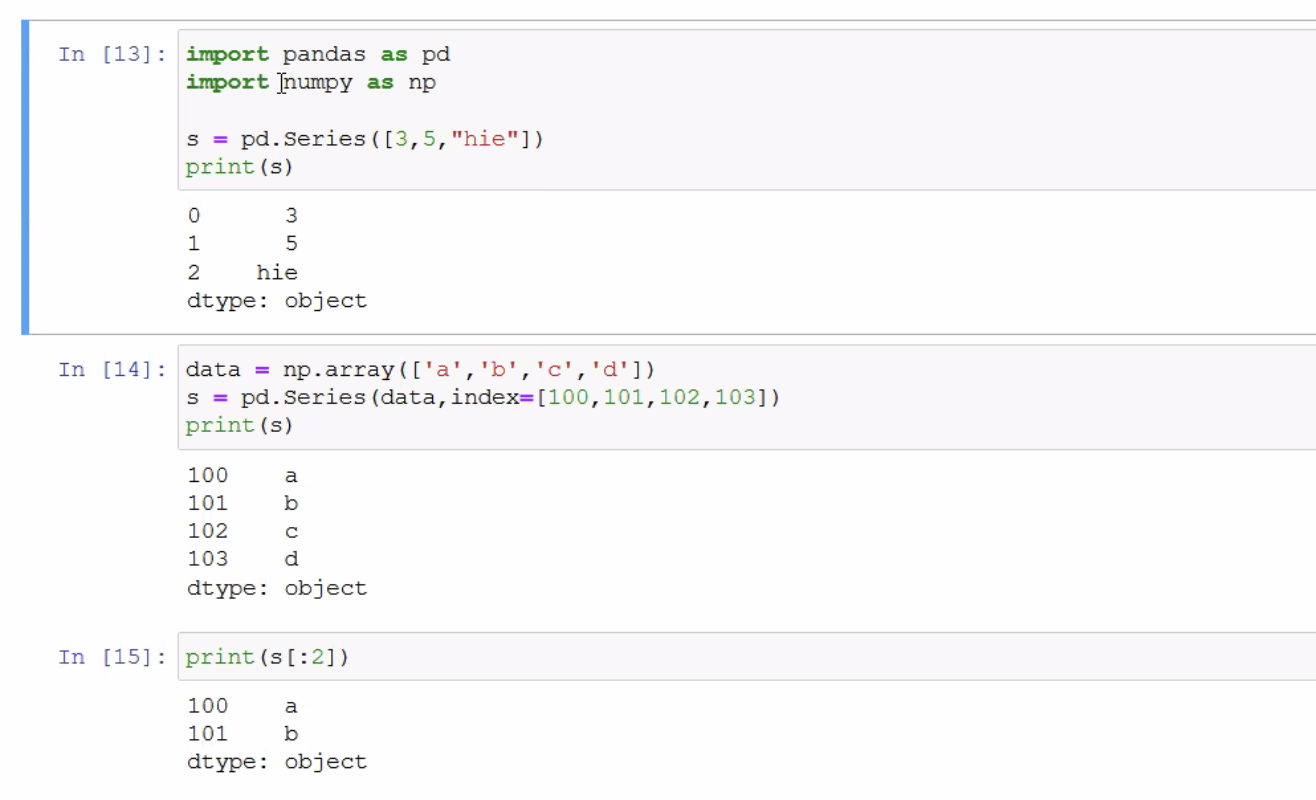 In [13]: import pandas as pd
import numpy as np
s = pd.Series([3,5,"hie"])
print(s)
0      3
1      5
2    hie
dtype: object
In [14]: data = np.array(['a','b','c','d'])
s = pd.Series(data,index=[100,101,102,103])
print(s)
100    a
101    b
102    c
103    d
dtype: object
In [15]: print(s[:2])
100    a
101    b
dtype: object